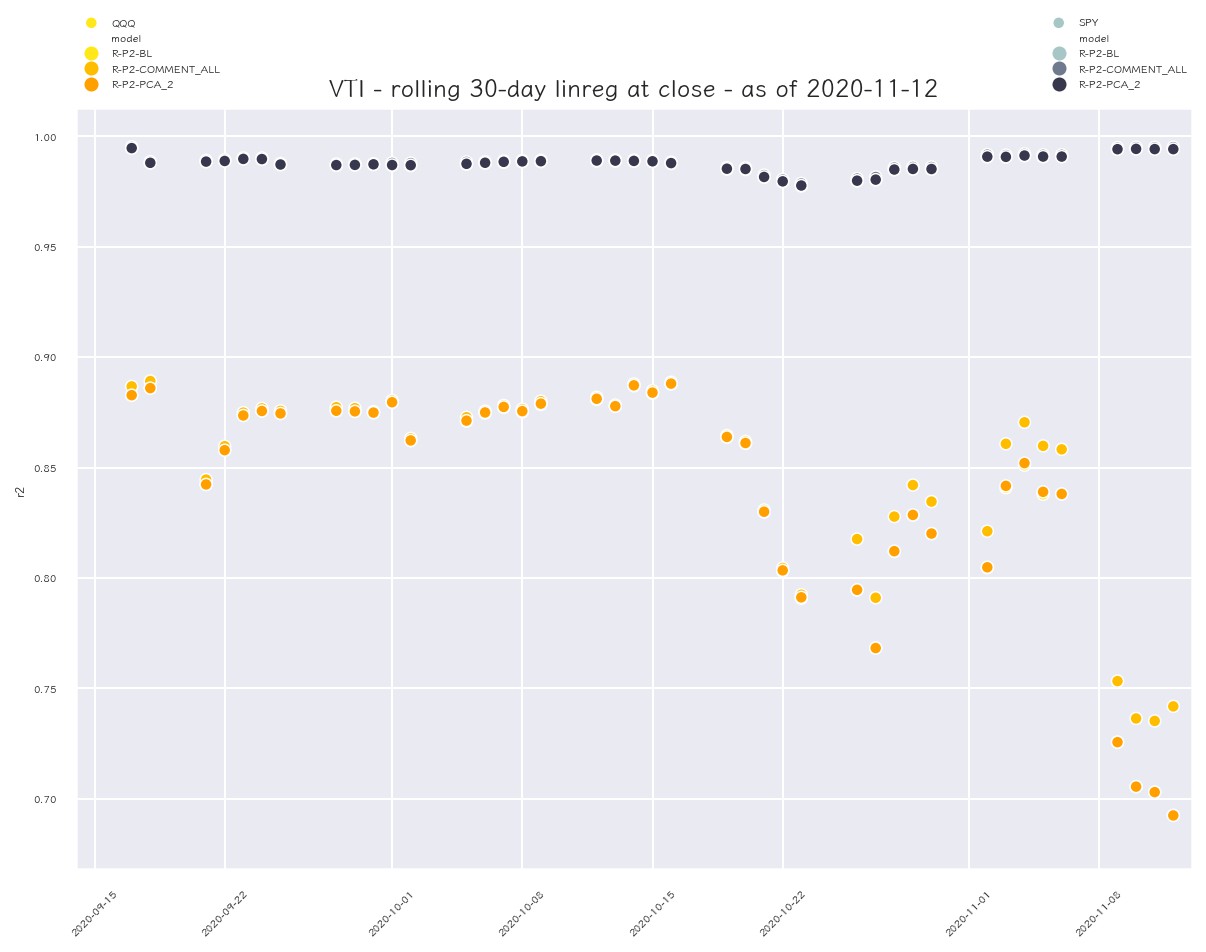 QQQ
model
R-P2-BL
R-P2-COMMENT_ALL
R-P2-PCA_2
SPY
model
R-P2-BL
R-P2-COMMENT_ALL
R-P2-PCA_2
VTI - rolling 30-day linreg at close - as of 2020-11-12
1.00
0.95
0.90
0.85
0.80
0.75
0.70
r2
2020-09-15
2020-09-22
2020-10-01
2020-10-08
2020-10-15
2020-10-22
2020-11-01
2020-11-08